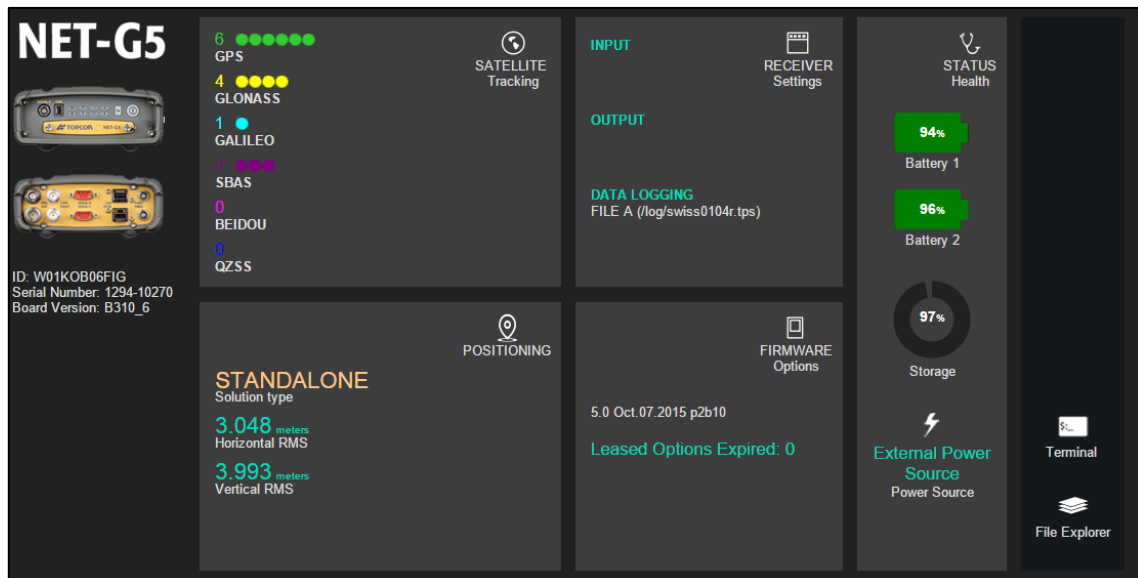 NET-G5
TOPCON NET-G5
ID: W01KOB06FIG
Serial Number: 1294-10270
Board Version: B310_6
6
GPS
4
GLONASS
1
GALILEO
3
SBAS
0
BEIDOU
0
QZSS
SATELLITE
Tracking
INPUT
OUTPUT
DATA LOGGING
FILE A (/log/swiss0104r.tps)
RECEIVER
Settings
STATUS
Health
94%
Battery 1
96%
Battery 2
97%
Storage
External Power
Source
Power Source
POSITIONING
STANDALONE
Solution type
3.048 meters
Horizontal RMS
3.993 meters
Vertical RMS
FIRMWARE
Options
5.0 Oct.07.2015 p2b10
Leased Options Expired: 0
$:_
Terminal
File Explorer